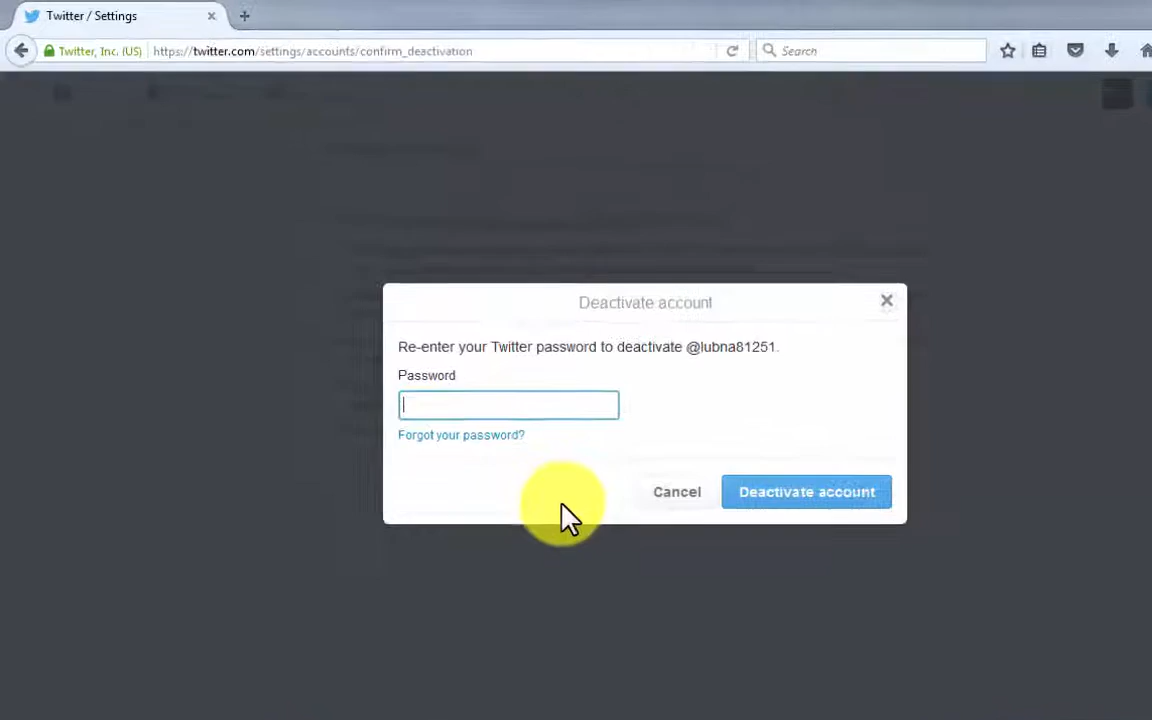 Twitter / Settings
Twitter, Inc. (US) https://twitter.com/settings/accounts/confirm_deactivation Search
Deactivate account
Re-enter your Twitter password to deactivate @lubna81251.
Password
Forgot your password?
Cancel Deactivate account